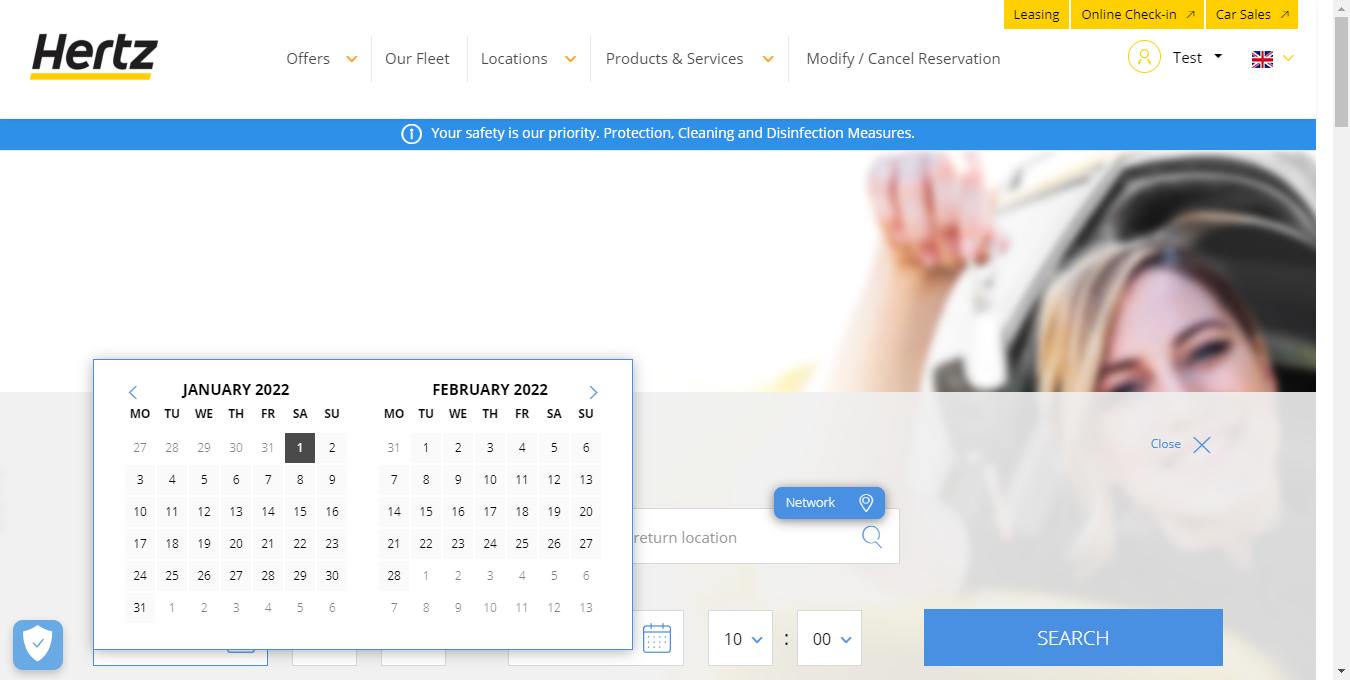 Leasing
Online Check-in
Car Sales
Hertz
Offers
Our Fleet
Locations
Products & Services
Modify / Cancel Reservation
Test
Your safety is our priority. Protection, Cleaning and Disinfection Measures.
JANUARY 2022
MO TU WE TH FR SA SU
27 28 29 30 31 1 2
3 4 5 6 7 8 9
10 11 12 13 14 15 16
17 18 19 20 21 22 23
24 25 26 27 28 29 30
31 1 2 3 4 5 6
FEBRUARY 2022
MO TU WE TH FR SA SU
31 1 2 3 4 5 6
7 8 9 10 11 12 13
14 15 16 17 18 19 20
21 22 23 24 25 26 27
28 1 2 3 4 5 6
7 8 9 10 11 12 13
Close
Network
return location
10 : 00
SEARCH